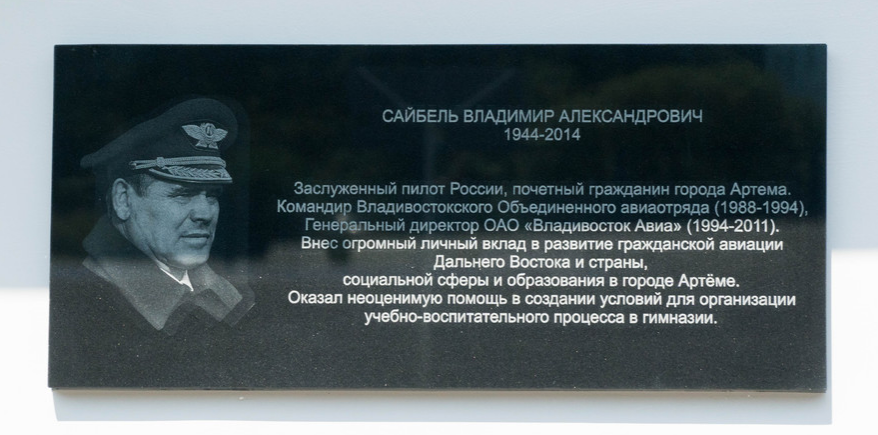 САЙБЕЛЬ ВЛАДИМИР АЛЕКСАНДРОВИЧ
1944-2014
Заслуженный пилот России, почетный гражданин города Артема.
Командир Владивостокского Объединенного авиаотряда (1988-1994),
Генеральный директор ОАО «Владивосток Авиа» (1994-2011).
Внес огромный личный вклад в развитие гражданской авиации
Дальнего Востока и страны,
социальной сферы и образования в городе Артёме.
Оказал неоценимую помощь в создании условий для организации
учебно-воспитательного процесса в гимназии.